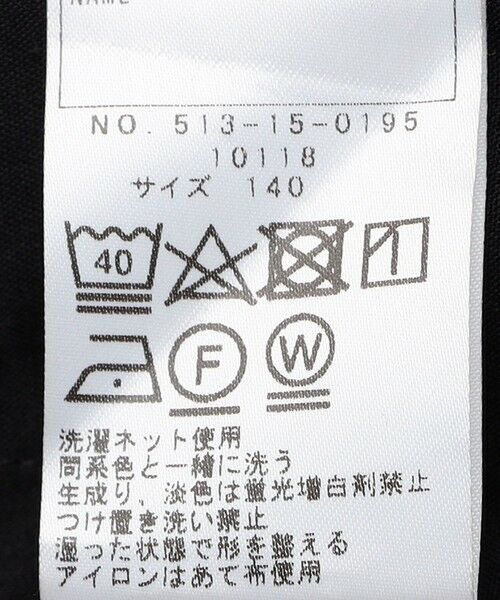 NAME
NO. 513-15-0195
10118
サイズ 140
40
F W
洗濯ネット使用
同系色と一緒に洗う
生成り、淡色は蛍光増白剤禁止
つけ置き洗い禁止
湿った状態で形を整える
アイロンはあて布使用